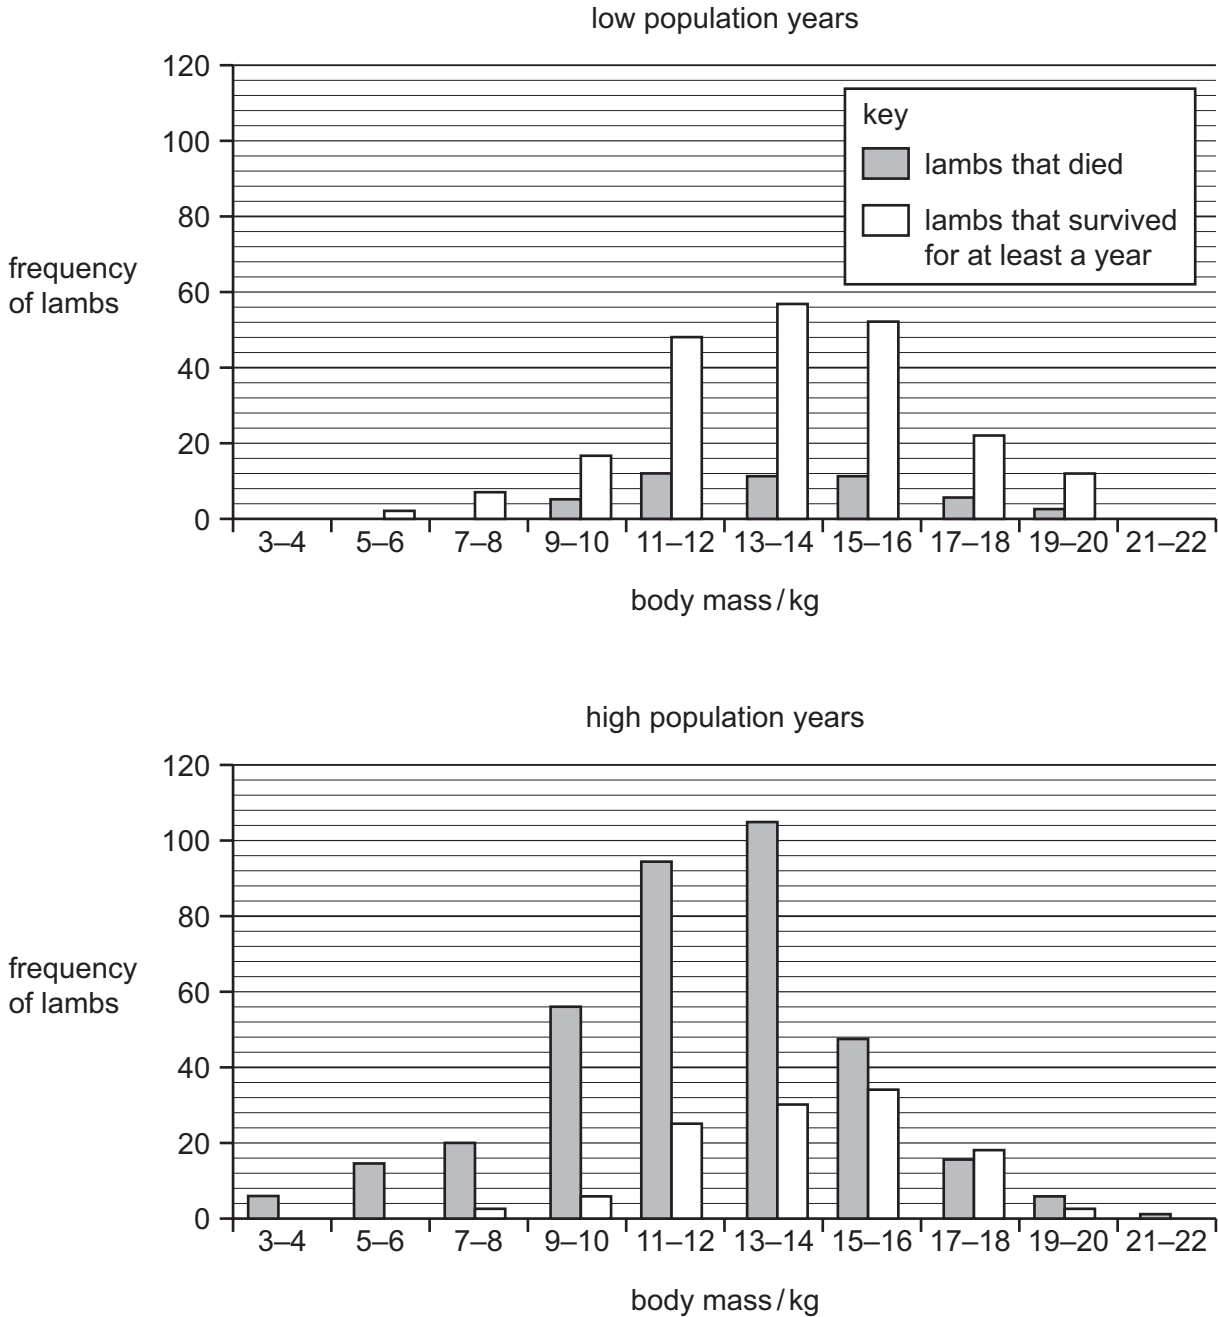 low population years
120
100
80
60
40
20
0
frequency
of lambs
key
lambs that died
lambs that survived
for at least a year
3–4 5–6 7–8 9–10 11–12 13–14 15–16 17–18 19–20 21–22
body mass / kg
high population years
120
100
80
60
40
20
0
frequency
of lambs
3–4 5–6 7–8 9–10 11–12 13–14 15–16 17–18 19–20 21–22
body mass / kg